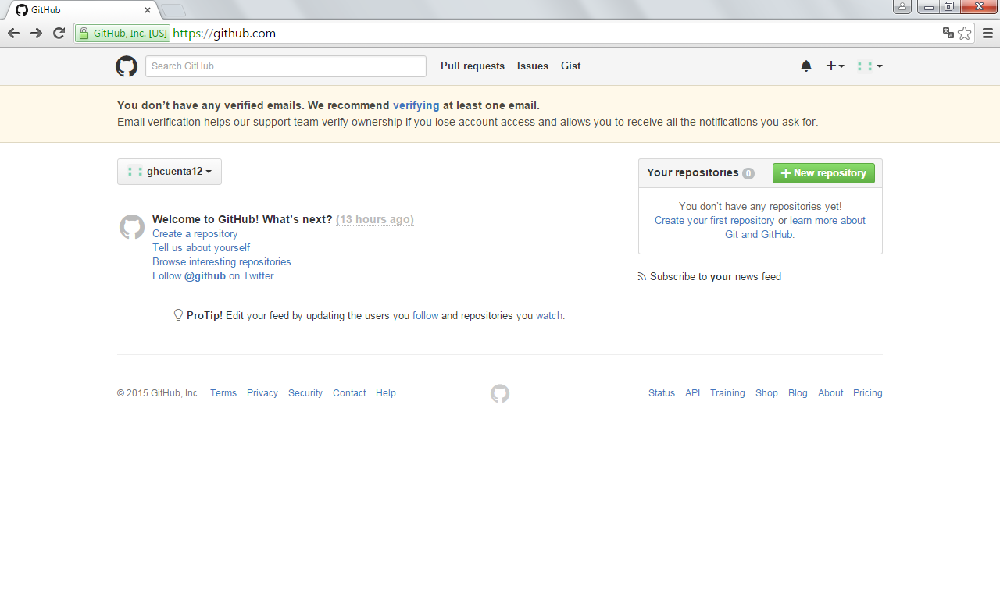 GitHub
GitHub, Inc. [US] https://github.com
Search GitHub Pull requests Issues Gist
You don’t have any verified emails. We recommend verifying at least one email.
Email verification helps our support team verify ownership if you lose account access and allows you to receive all the notifications you ask for.
ghcuenta12
Welcome to GitHub! What’s next? (13 hours ago)
Create a repository
Tell us about yourself
Browse interesting repositories
Follow @github on Twitter
ProTip! Edit your feed by updating the users you follow and repositories you watch.
Your repositories 0 New repository
You don’t have any repositories yet!
Create your first repository or learn more about
Git and GitHub.
Subscribe to your news feed
© 2015 GitHub, Inc. Terms Privacy Security Contact Help
Status API Training Shop Blog About Pricing